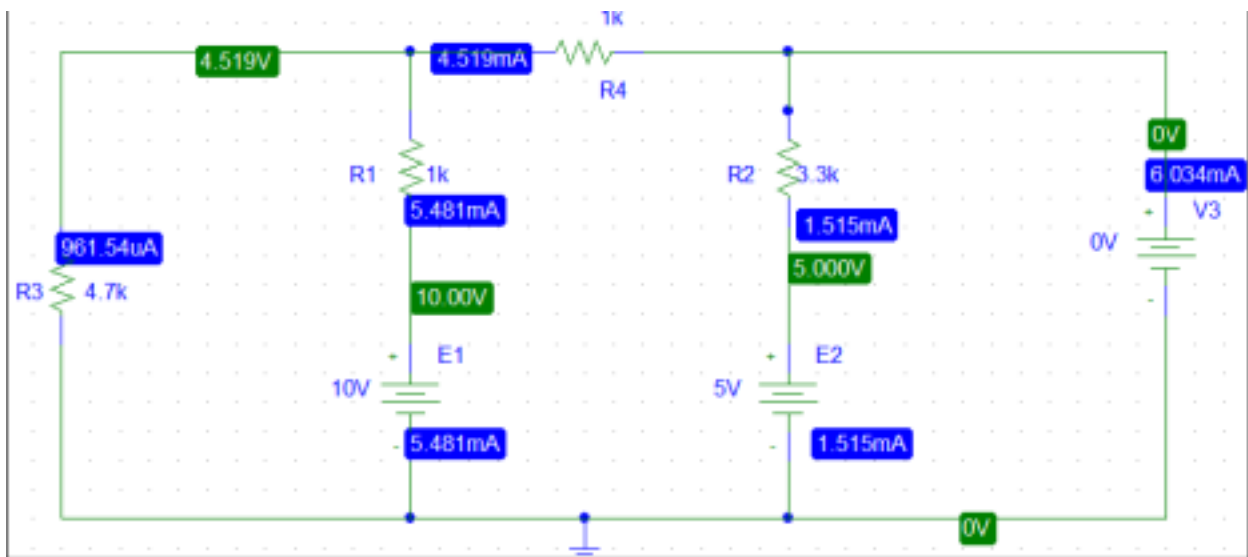 1k
4.519V
4.519mA
R4
0V
R1
1k
R2
3.3k
6.034mA
5.481mA
V3
1.515mA
961.54uA
0V
5.000V
R3
4.7k
10.00V
+
E1
+
E2
10V
5V
-
5.481mA
-
1.515mA
+
-
0V